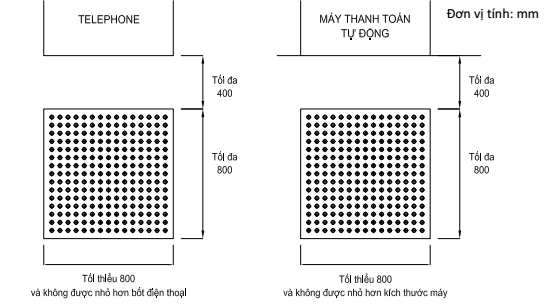 TELEPHONE
MÁY THANH TOÁN
TỰ ĐỘNG
Đơn vị tính: mm
Tối đa
400
Tối đa
400
Tối đa
800
Tối đa
800
Tối thiểu 800
và không được nhỏ hơn bốt điện thoại
Tối thiểu 800
và không được nhỏ hơn kích thước máy